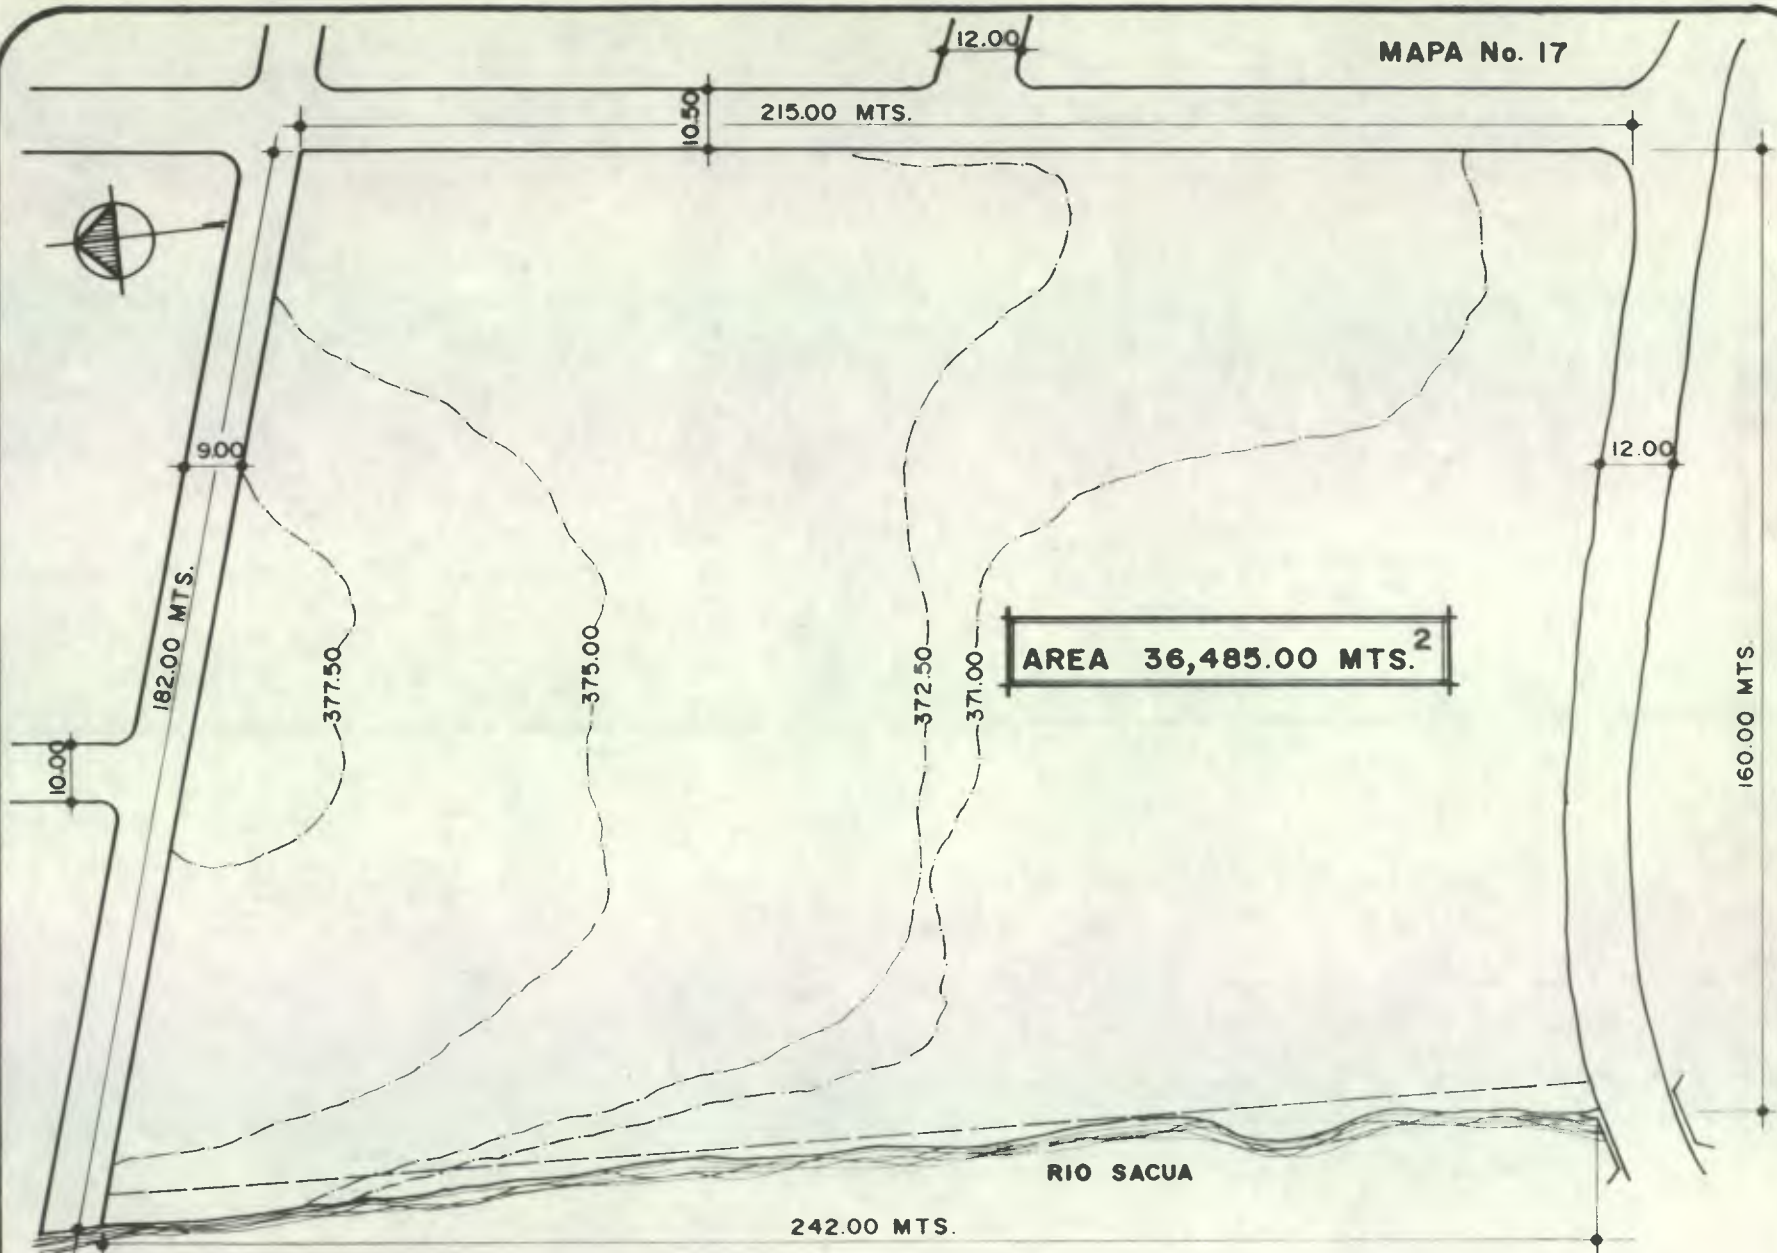 MAPA No. 17
12.00
10.50
215.00 MTS.
9.00
12.00
182.00 MTS.
377.50
375.00
372.50
371.00
AREA 36,485.00 MTS.²
160.00 MTS.
10.00
RIO SACUA
242.00 MTS.